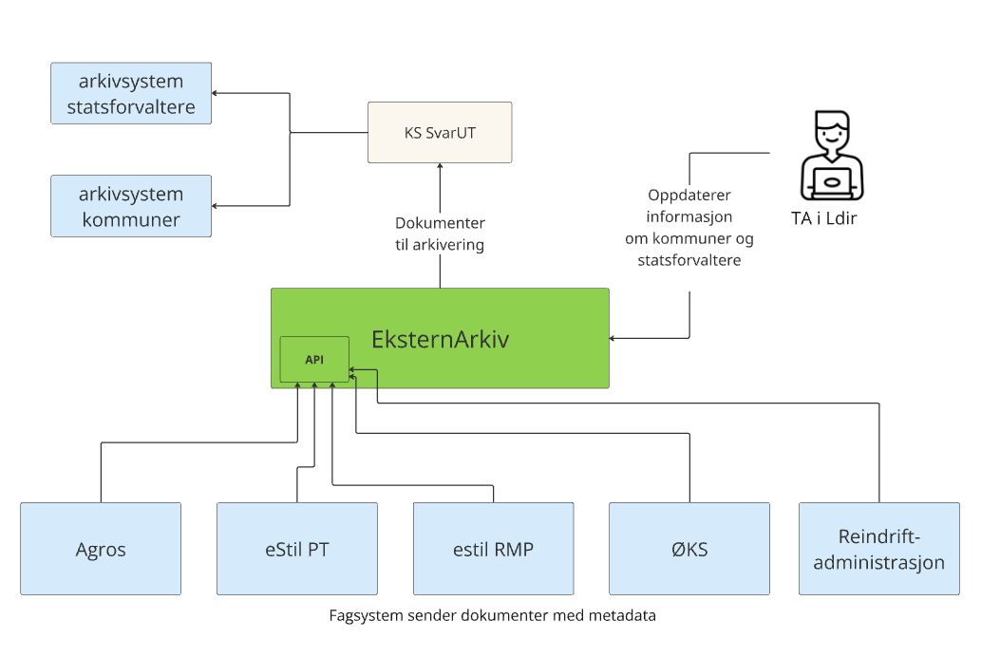 arkivsystem
statsforvaltere
KS SvarUT
arkivsystem
kommuner
Dokumenter
til arkivering
Oppdaterer
informasjon
om kommuner og
statsforvaltere
TA i Ldir
EksternArkiv
API
Agros
eStil PT
estil RMP
ØKS
Reindrift-
administrasjon
Fagsystem sender dokumenter med metadata